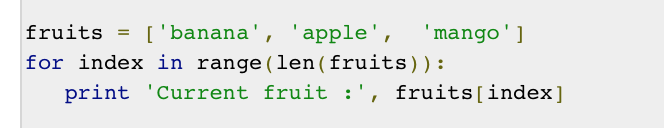 fruits = ['banana', 'apple',  'mango']
for index in range(len(fruits)):
   print 'Current fruit :', fruits[index]